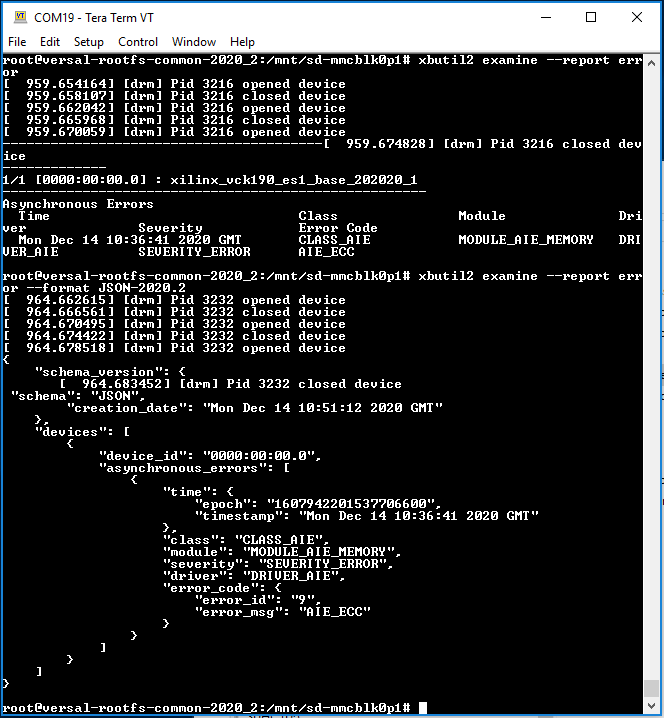 COM19 - Tera Term VT
File Edit Setup Control Window Help
root@versal-rootfs-common-2020_2:/mnt/sd-mmcblk0p1# xbutil2 examine --report err
or
[  959.654164] [drm] Pid 3216 opened device
[  959.658107] [drm] Pid 3216 closed device
[  959.662042] [drm] Pid 3216 opened device
[  959.665968] [drm] Pid 3216 closed device
[  959.670059] [drm] Pid 3216 opened device
----------------------------------------[  959.674828] [drm] Pid 3216 closed dev
ice
-------------
1/1 [0000:00:00.0] : xilinx_vck190_es1_base_202020_1
-----------------------------------------------------
Asynchronous Errors
  Time                               Class               Module              Dri
ver              Severity            Error Code
  Mon Dec 14 10:36:41 2020 GMT       CLASS_AIE           MODULE_AIE_MEMORY   DRI
VER_AIE          SEVERITY_ERROR      AIE_ECC
root@versal-rootfs-common-2020_2:/mnt/sd-mmcblk0p1# xbutil2 examine --report err
or --format JSON-2020.2
[  964.662615] [drm] Pid 3232 opened device
[  964.666561] [drm] Pid 3232 closed device
[  964.670495] [drm] Pid 3232 opened device
[  964.674422] [drm] Pid 3232 closed device
[  964.678518] [drm] Pid 3232 opened device
{
    "schema_version": {
       [  964.683452] [drm] Pid 3232 closed device
 "schema": "JSON",
        "creation_date": "Mon Dec 14 10:51:12 2020 GMT"
    },
    "devices": [
        {
            "device_id": "0000:00:00.0",
            "asynchronous_errors": [
                {
                    "time": {
                        "epoch": "1607942201537706600",
                        "timestamp": "Mon Dec 14 10:36:41 2020 GMT"
                    },
                    "class": "CLASS_AIE",
                    "module": "MODULE_AIE_MEMORY",
                    "severity": "SEVERITY_ERROR",
                    "driver": "DRIVER_AIE",
                    "error_code": {
                        "error_id": "9",
                        "error_msg": "AIE_ECC"
                    }
                }
            ]
        }
    ]
}
root@versal-rootfs-common-2020_2:/mnt/sd-mmcblk0p1#